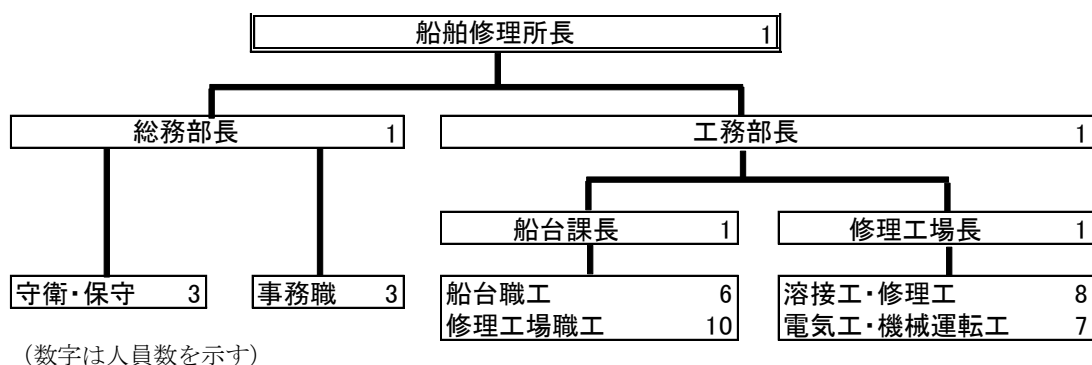 船舶修理所長 1
総務部長 1
工務部長 1
船台課長 1
修理工場長 1
守衛・保守 3
事務職 3
船台職工 6
修理工場職工 10
溶接工・修理工 8
電気工・機械運転工 7
(数字は人員数を示す)